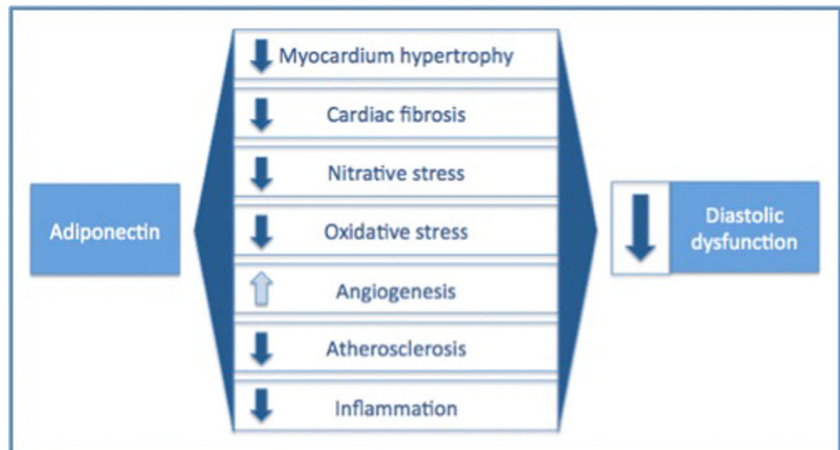 Adiponectin
Myocardium hypertrophy
Cardiac fibrosis
Nitrative stress
Oxidative stress
Angiogenesis
Atherosclerosis
Inflammation
Diastolic
dysfunction